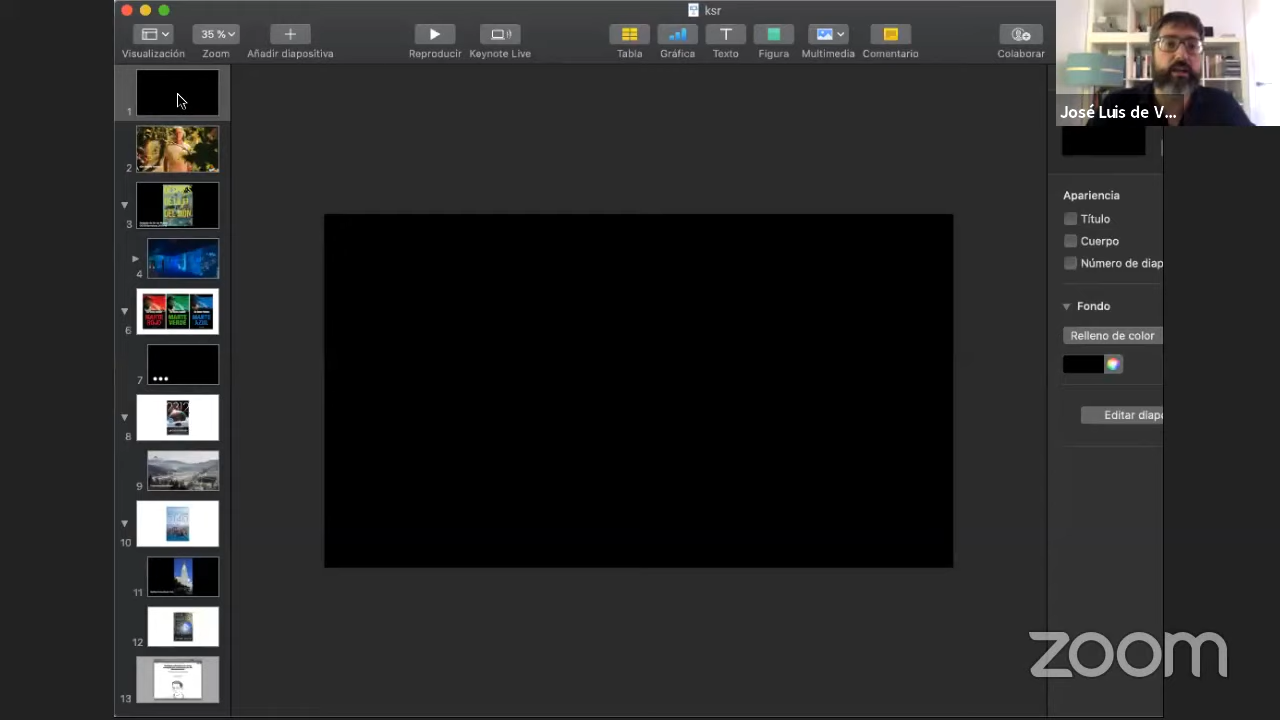 ksr
35 %
Visualización
Zoom
Añadir diapositiva
Reproducir
Keynote Live
Tabla
Gráfica
Texto
Figura
Multimedia
Comentario
Colaborar
José Luis de V...
1
2
3
4
6
7
8
9
10
11
12
13
MARTE ROJO
MARTE VERDE
MARTE AZUL
2312
Apariencia
Título
Cuerpo
Número de diap
Fondo
Relleno de color
Editar diapo
zoom